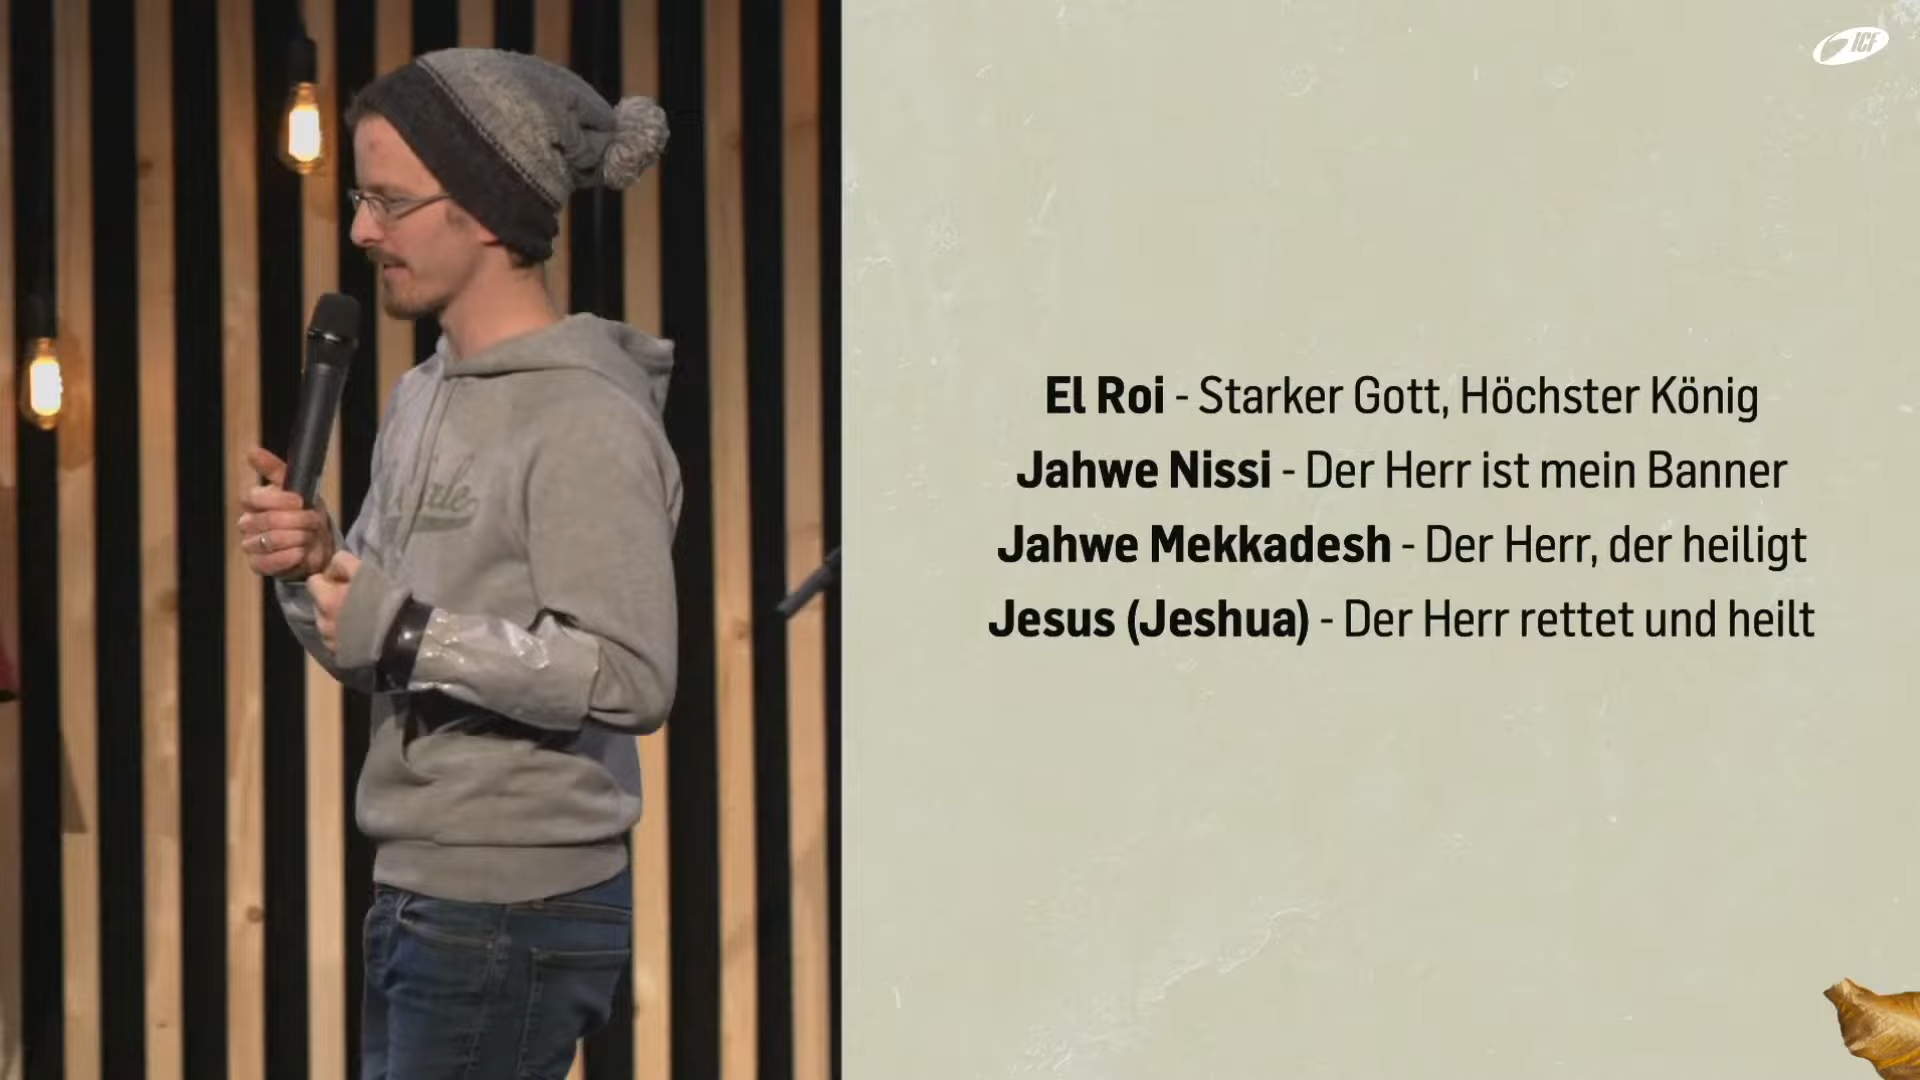 ICF
El Roi - Starker Gott, Höchster König
Jahwe Nissi - Der Herr ist mein Banner
Jahwe Mekkadesh - Der Herr, der heiligt
Jesus (Jeshua) - Der Herr rettet und heilt